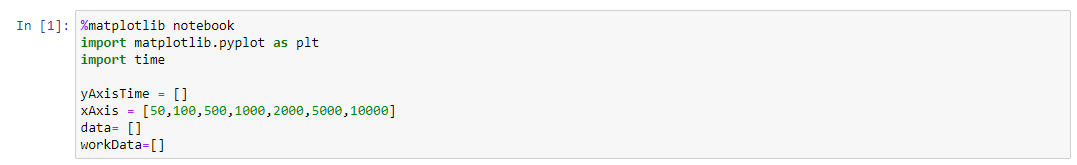 In [1]: %matplotlib notebook
import matplotlib.pyplot as plt
import time

yAxisTime = []
xAxis = [50,100,500,1000,2000,5000,10000]
data= []
workData=[]